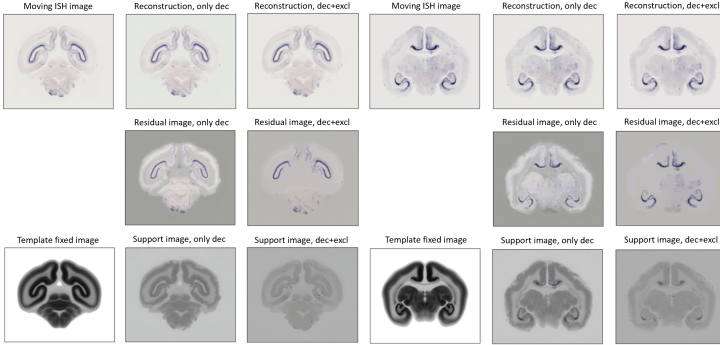 Moving ISH image Reconstruction, only dec Reconstruction, dec+excl Moving ISH image Reconstruction, only dec Reconstruction, dec+excl
Residual image, only dec Residual image, dec+excl Residual image, only dec Residual image, dec+excl
Template fixed image Support image, only dec Support image, dec+excl Template fixed image Support image, only dec Support image, dec+excl